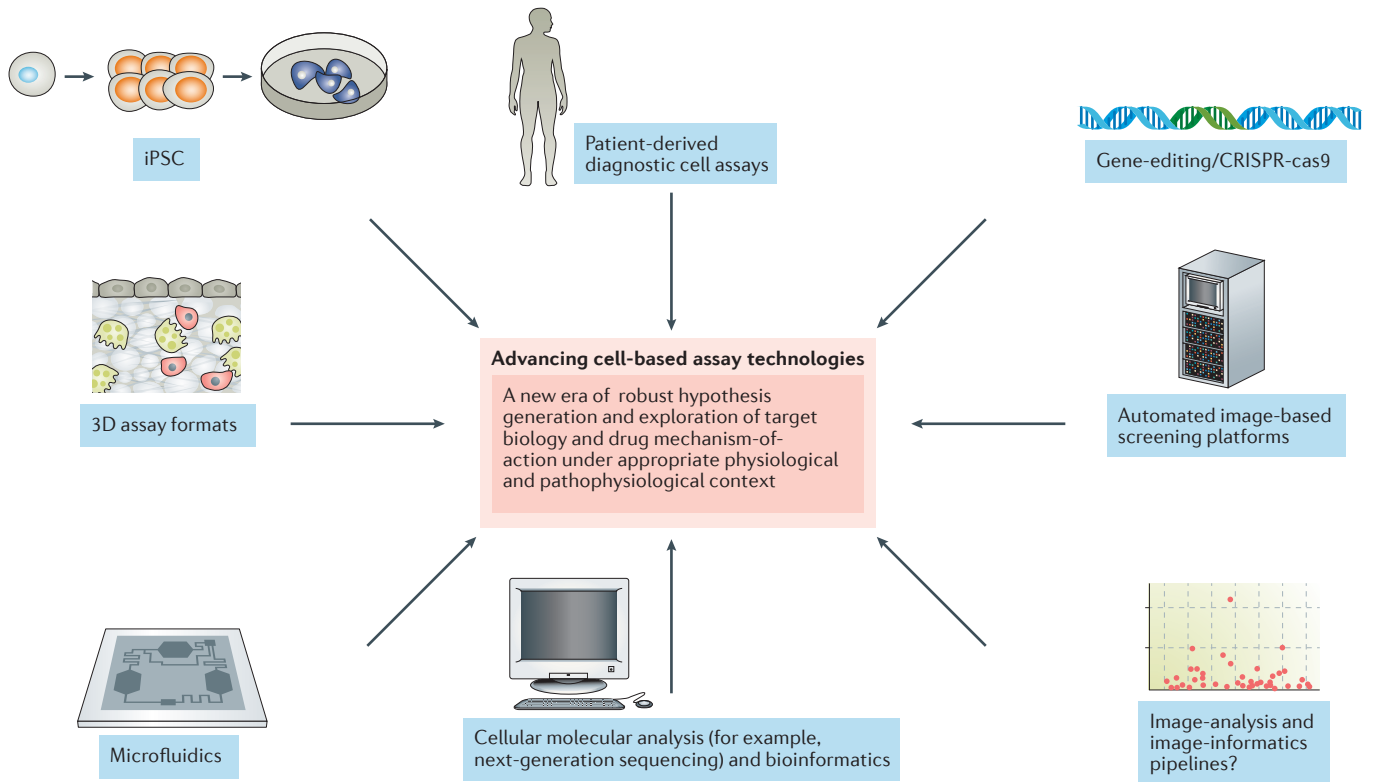 iPSC
Patient-derived
diagnostic cell assays
Gene-editing/CRISPR-cas9
3D assay formats
Advancing cell-based assay technologies
A new era of robust hypothesis
generation and exploration of target
biology and drug mechanism-of-
action under appropriate physiological
and pathophysiological context
Automated image-based
screening platforms
Microfluidics
Cellular molecular analysis (for example,
next-generation sequencing) and bioinformatics
Image-analysis and
image-informatics
pipelines?